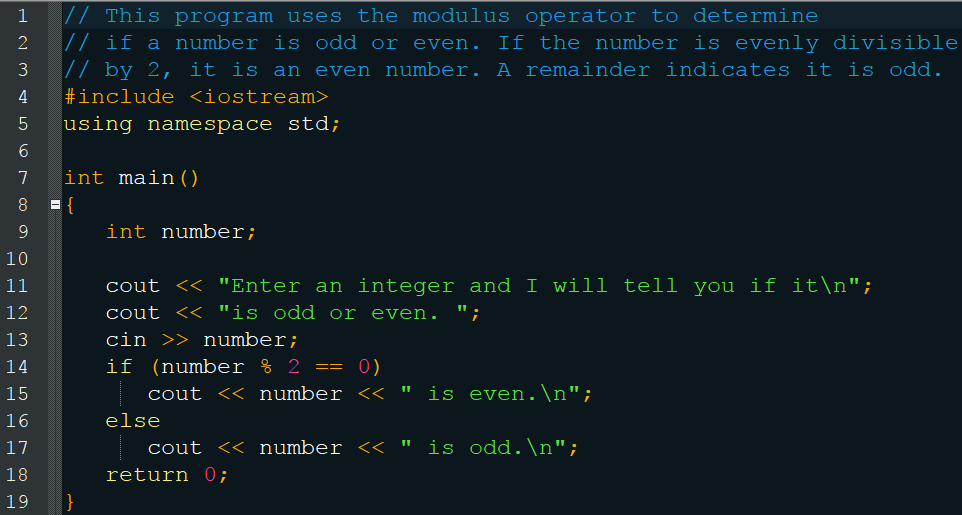 1 // This program uses the modulus operator to determine
2 // if a number is odd or even. If the number is evenly divisible
3 // by 2, it is an even number. A remainder indicates it is odd.
4 #include <iostream>
5 using namespace std;
6
7 int main()
8 {
9    int number;
10
11    cout << "Enter an integer and I will tell you if it\n";
12    cout << "is odd or even. ";
13    cin >> number;
14    if (number % 2 == 0)
15       cout << number << " is even.\n";
16    else
17       cout << number << " is odd.\n";
18    return 0;
19 }